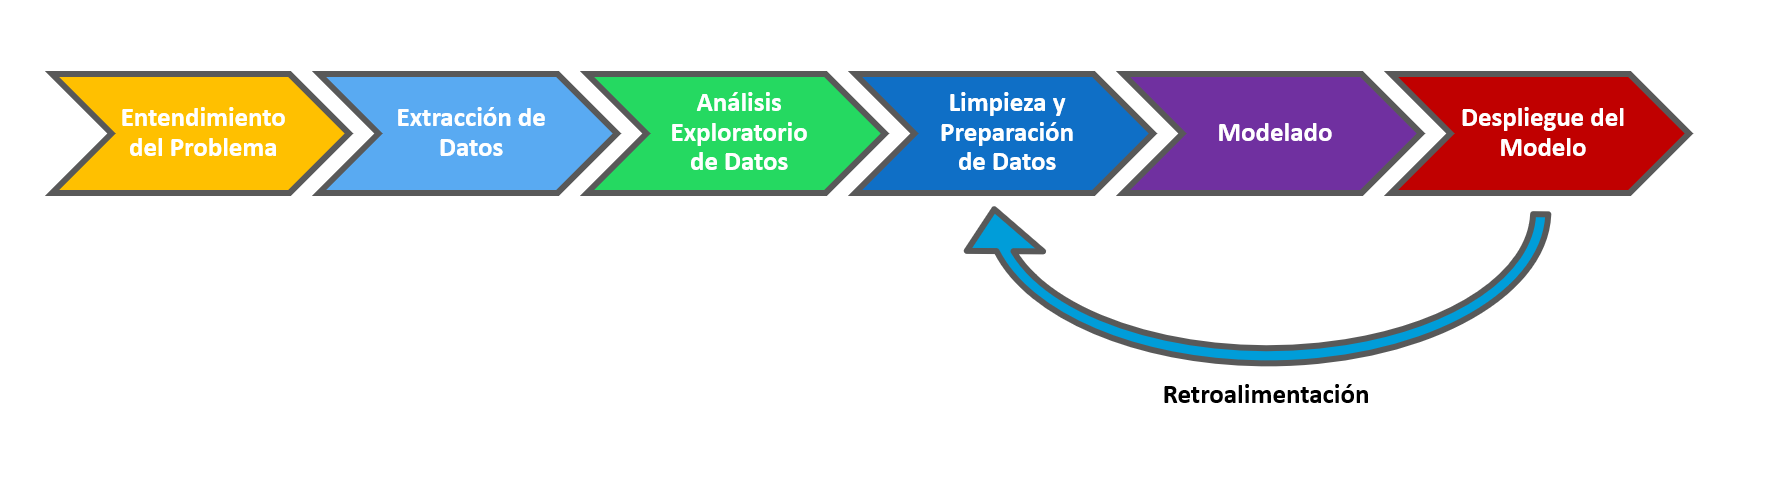 Entendimiento
del Problema
Extracción de
Datos
Análisis
Exploratorio
de Datos
Limpieza y
Preparación
de Datos
Modelado
Despliegue del
Modelo
Retroalimentación